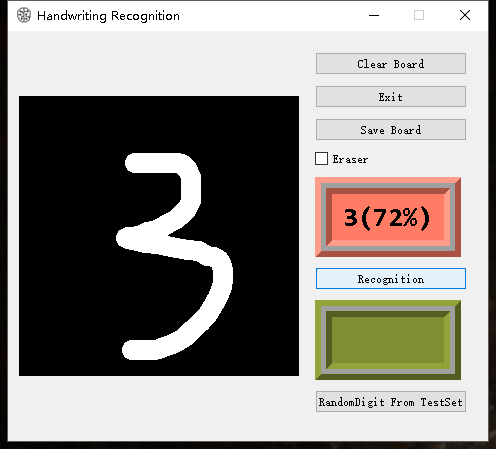 Handwriting Recognition
Clear Board
Exit
Save Board
Eraser
3
3(72%)
Recognition
RandomDigit From TestSet